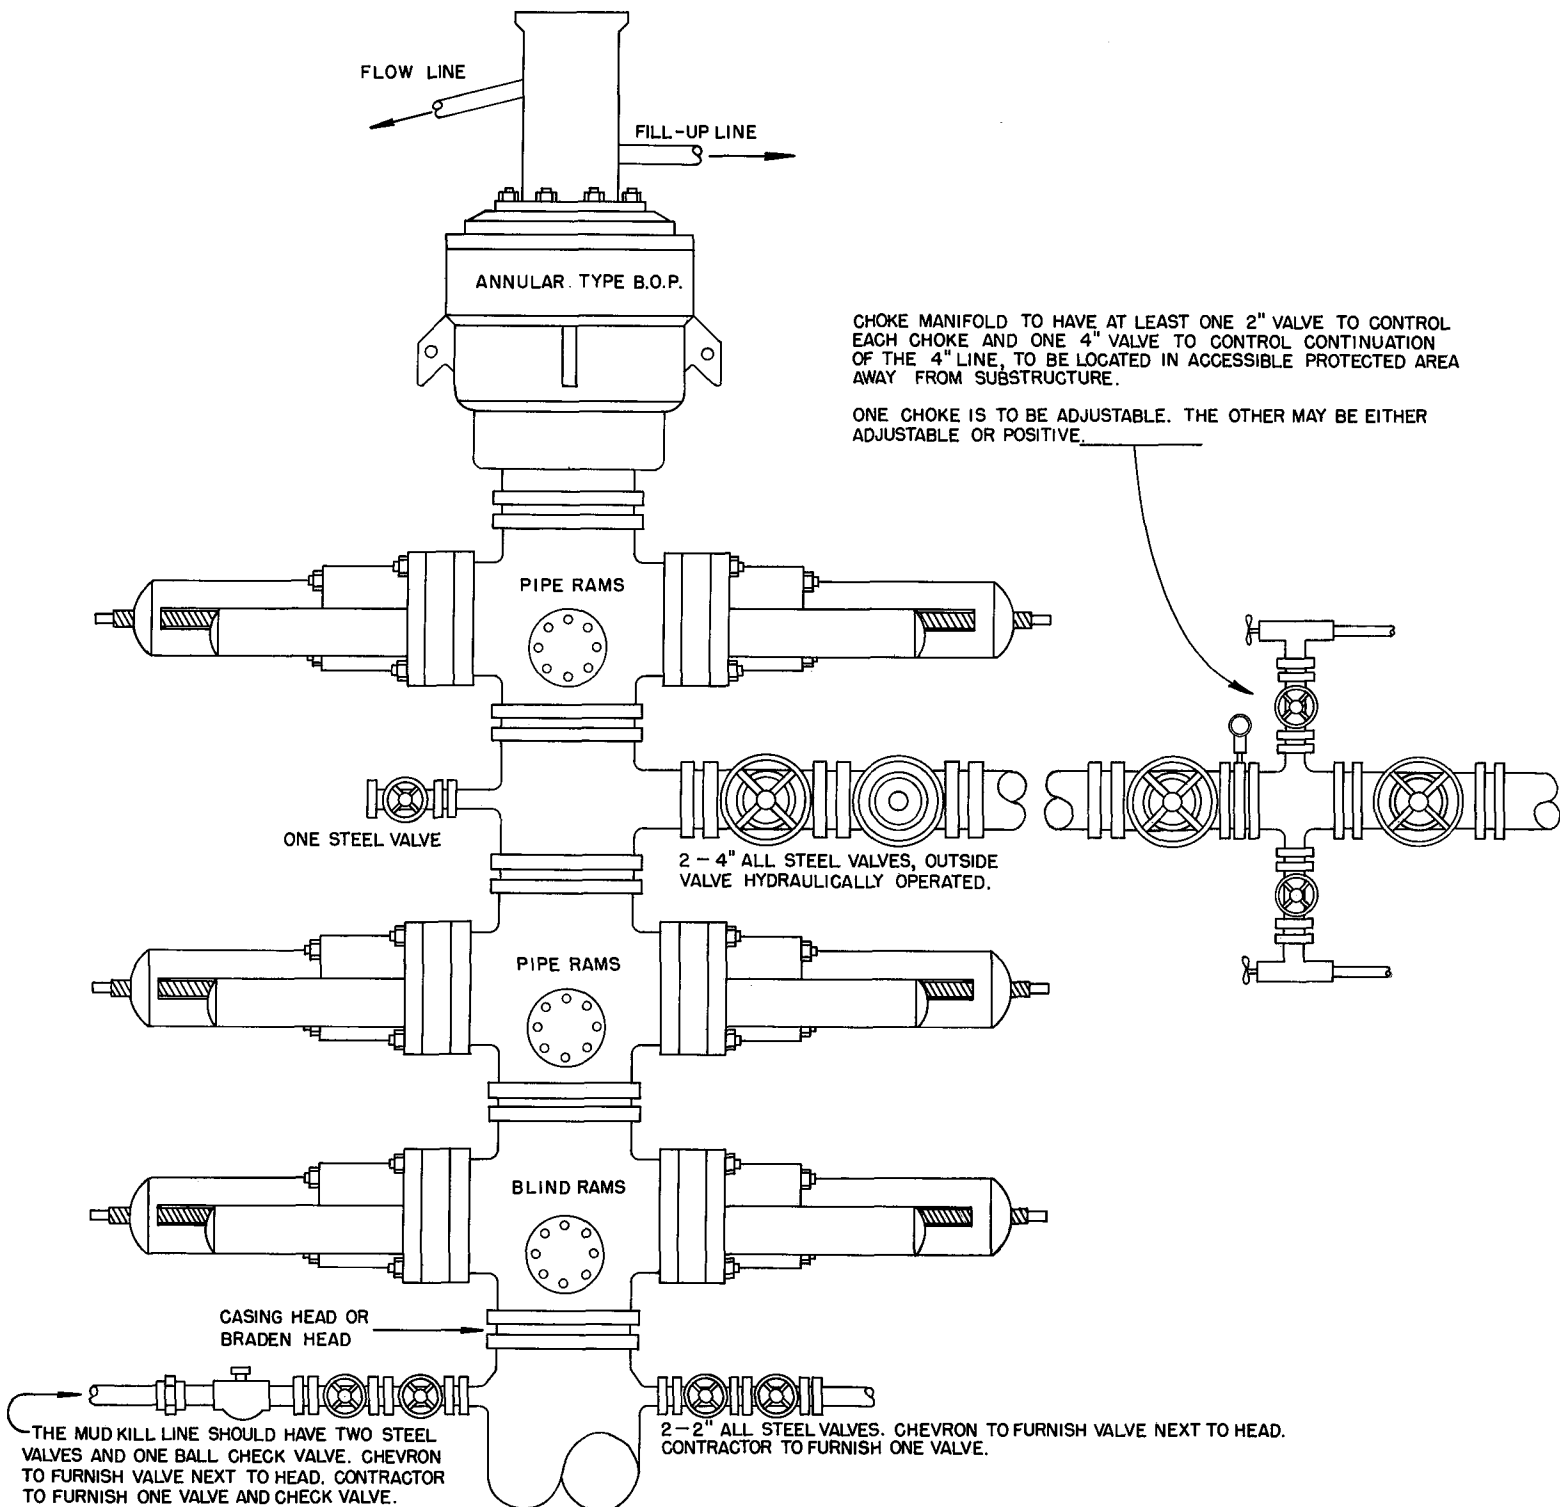 FLOW LINE
FILL-UP LINE
ANNULAR. TYPE B.O.P.
CHOKE MANIFOLD TO HAVE AT LEAST ONE 2" VALVE TO CONTROL
EACH CHOKE AND ONE 4" VALVE TO CONTROL CONTINUATION
OF THE 4" LINE, TO BE LOCATED IN ACCESSIBLE PROTECTED AREA
AWAY FROM SUBSTRUCTURE.
ONE CHOKE IS TO BE ADJUSTABLE. THE OTHER MAY BE EITHER
ADJUSTABLE OR POSITIVE.
PIPE RAMS
ONE STEEL VALVE
2-4" ALL STEEL VALVES, OUTSIDE
VALVE HYDRAULICALLY OPERATED.
PIPE RAMS
BLIND RAMS
CASING HEAD OR
BRADEN HEAD
THE MUD KILL LINE SHOULD HAVE TWO STEEL
VALVES AND ONE BALL CHECK VALVE. CHEVRON
TO FURNISH VALVE NEXT TO HEAD. CONTRACTOR
TO FURNISH ONE VALVE AND CHECK VALVE.
2-2" ALL STEEL VALVES. CHEVRON TO FURNISH VALVE NEXT TO HEAD.
CONTRACTOR TO FURNISH ONE VALVE.